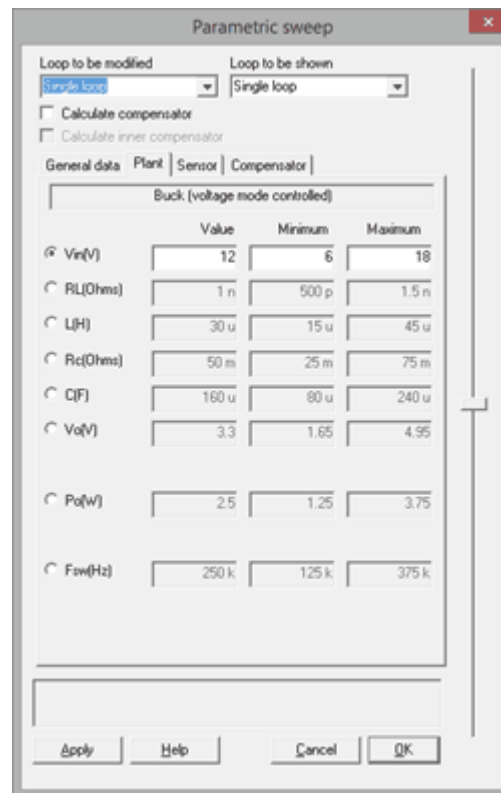 Parametric sweep
Loop to be modified Loop to be shown
Single loop Single loop
Calculate compensator
Calculate inner compensator
General data Plant Sensor Compensator
Buck (voltage mode controlled)
Value Minimum Maximum
Vin(V) 12 6 18
RL(Ohms) 1 n 500 p 1.5 n
L(H) 30 u 15 u 45 u
Rc(Ohms) 50 m 25 m 75 m
C(F) 160 u 80 u 240 u
Vo(V) 3.3 1.65 4.95
Po(W) 2.5 1.25 3.75
Fsw(Hz) 250 k 125 k 375 k
Apply Help Cancel OK